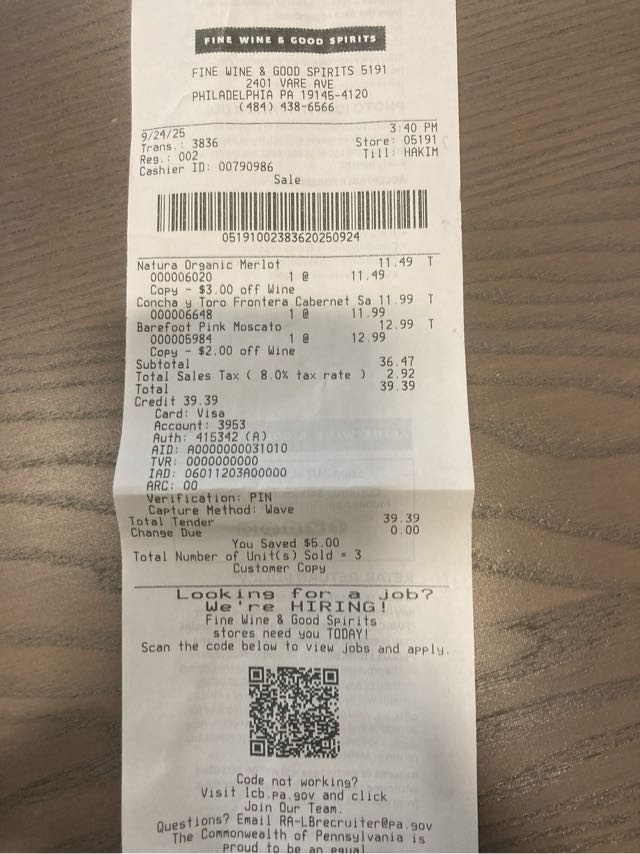 FINE WINE & GOOD SPIRITS
FINE WINE & GOOD SPIRITS 5191
2401 VARE AVE
PHILADELPHIA PA 19145-4120
(484) 438-6566
9/24/25 3:40 PM
Trans.: 3836 Store: 05191
Reg.: 002 Till: HAKIM
Cashier ID: 00790986
Sale
05191002383620250924
Natura Organic Merlot 11.49 T
000006020 1 @ 11.49
Copy - $3.00 off Wine
Concha y Toro Frontera Cabernet Sa 11.99 T
000006648 1 @ 11.99
Barefoot Pink Moscato 12.99 T
000005984 1 @ 12.99
Copy - $2.00 off Wine
Subtotal 36.47
Total Sales Tax ( 8.0% tax rate ) 2.92
Total 39.39
Credit 39.39
Card: Visa
Account: 3953
Auth: 415342 (A)
AID: A0000000031010
TVR: 0000000000
IAD: 06011203A00000
ARC: 00
Verification: PIN
Capture Method: Wave
Total Tender 39.39
Change Due 0.00
You Saved $5.00
Total Number of Unit(s) Sold = 3
Customer Copy
Looking for a job?
We're HIRING!
Fine Wine & Good Spirits
stores need you TODAY!
Scan the code below to view jobs and apply.
Code not working?
Visit lcb.pa.gov and click
Join Our Team.
Questions? Email RA-LBrecruiter@pa.gov
The Commonwealth of Pennsylvania is
proud to be an equal